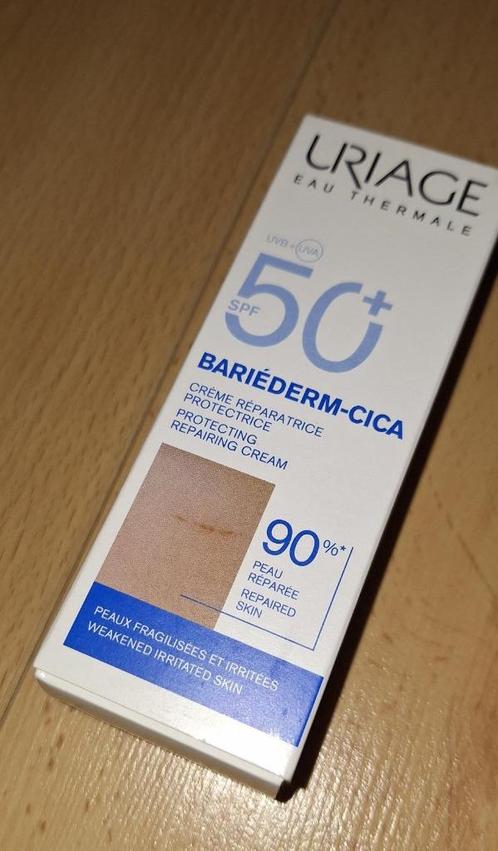 URIAGE
EAU THERMALE
UVB + UVA
SPF 50+
BARIÉDERM-CICA
CRÈME RÉPARATRICE
PROTECTRICE
PROTECTING
REPAIRING CREAM
90%*
PEAU
RÉPARÉE
REPAIRED
SKIN
PEAUX FRAGILISÉES ET IRRITÉES
WEAKENED IRRITATED SKIN